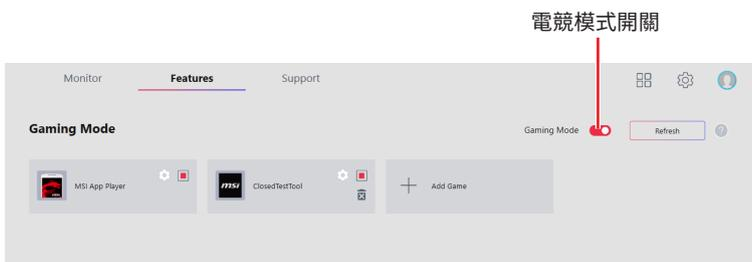 電競模式開關
Monitor Features Support
Gaming Mode Gaming Mode Refresh ?
MSI App Player msi ClosedTestTool Add Game